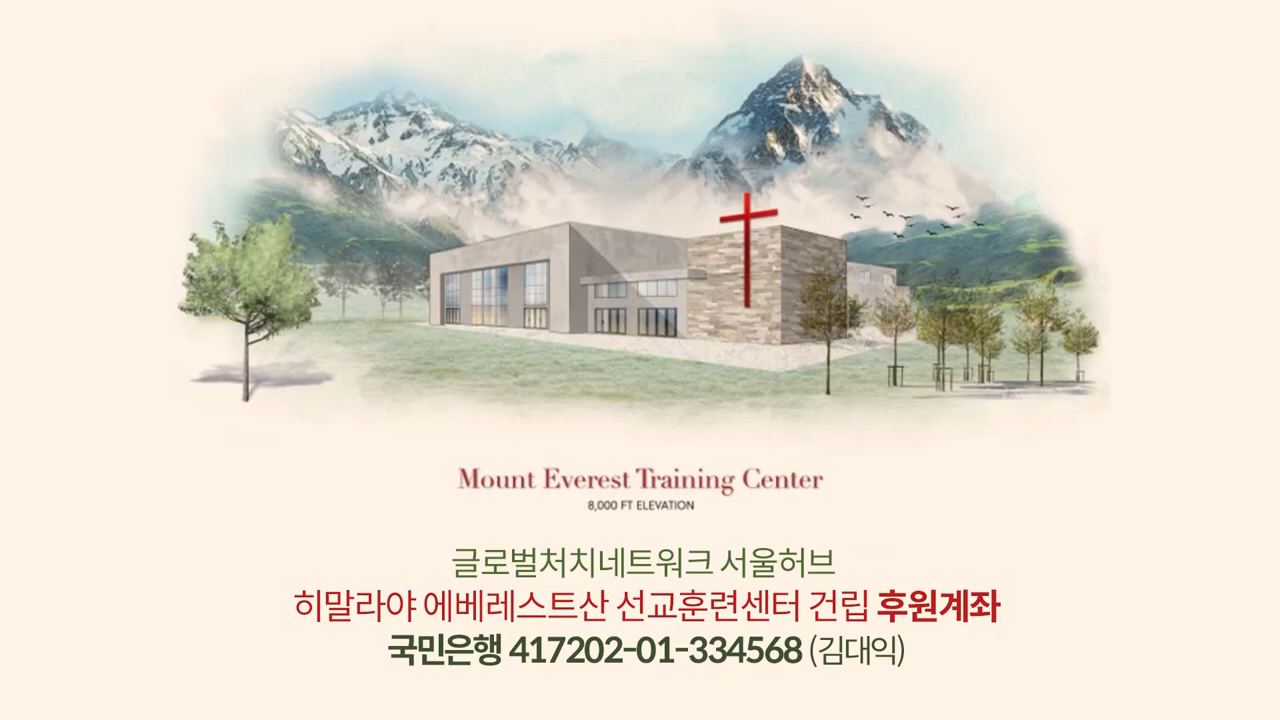 Mount Everest Training Center
8,000 FT ELEVATION
글로벌처치네트워크 서울허브
히말라야 에베레스트산 선교훈련센터 건립 후원계좌
국민은행 417202-01-334568 (김대익)